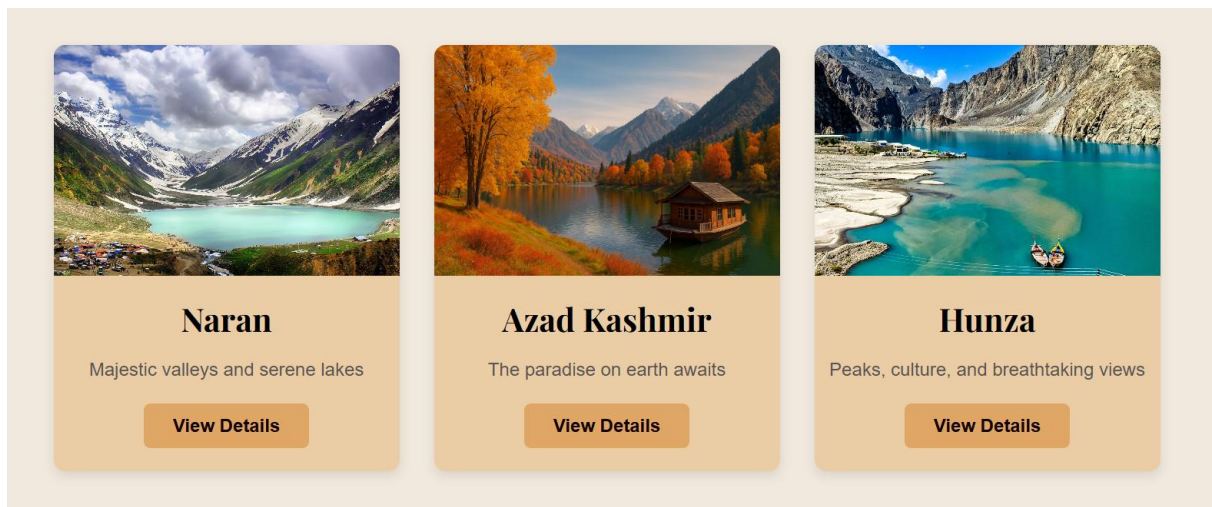 Naran
Majestic valleys and serene lakes
View Details
Azad Kashmir
The paradise on earth awaits
View Details
Hunza
Peaks, culture, and breathtaking views
View Details